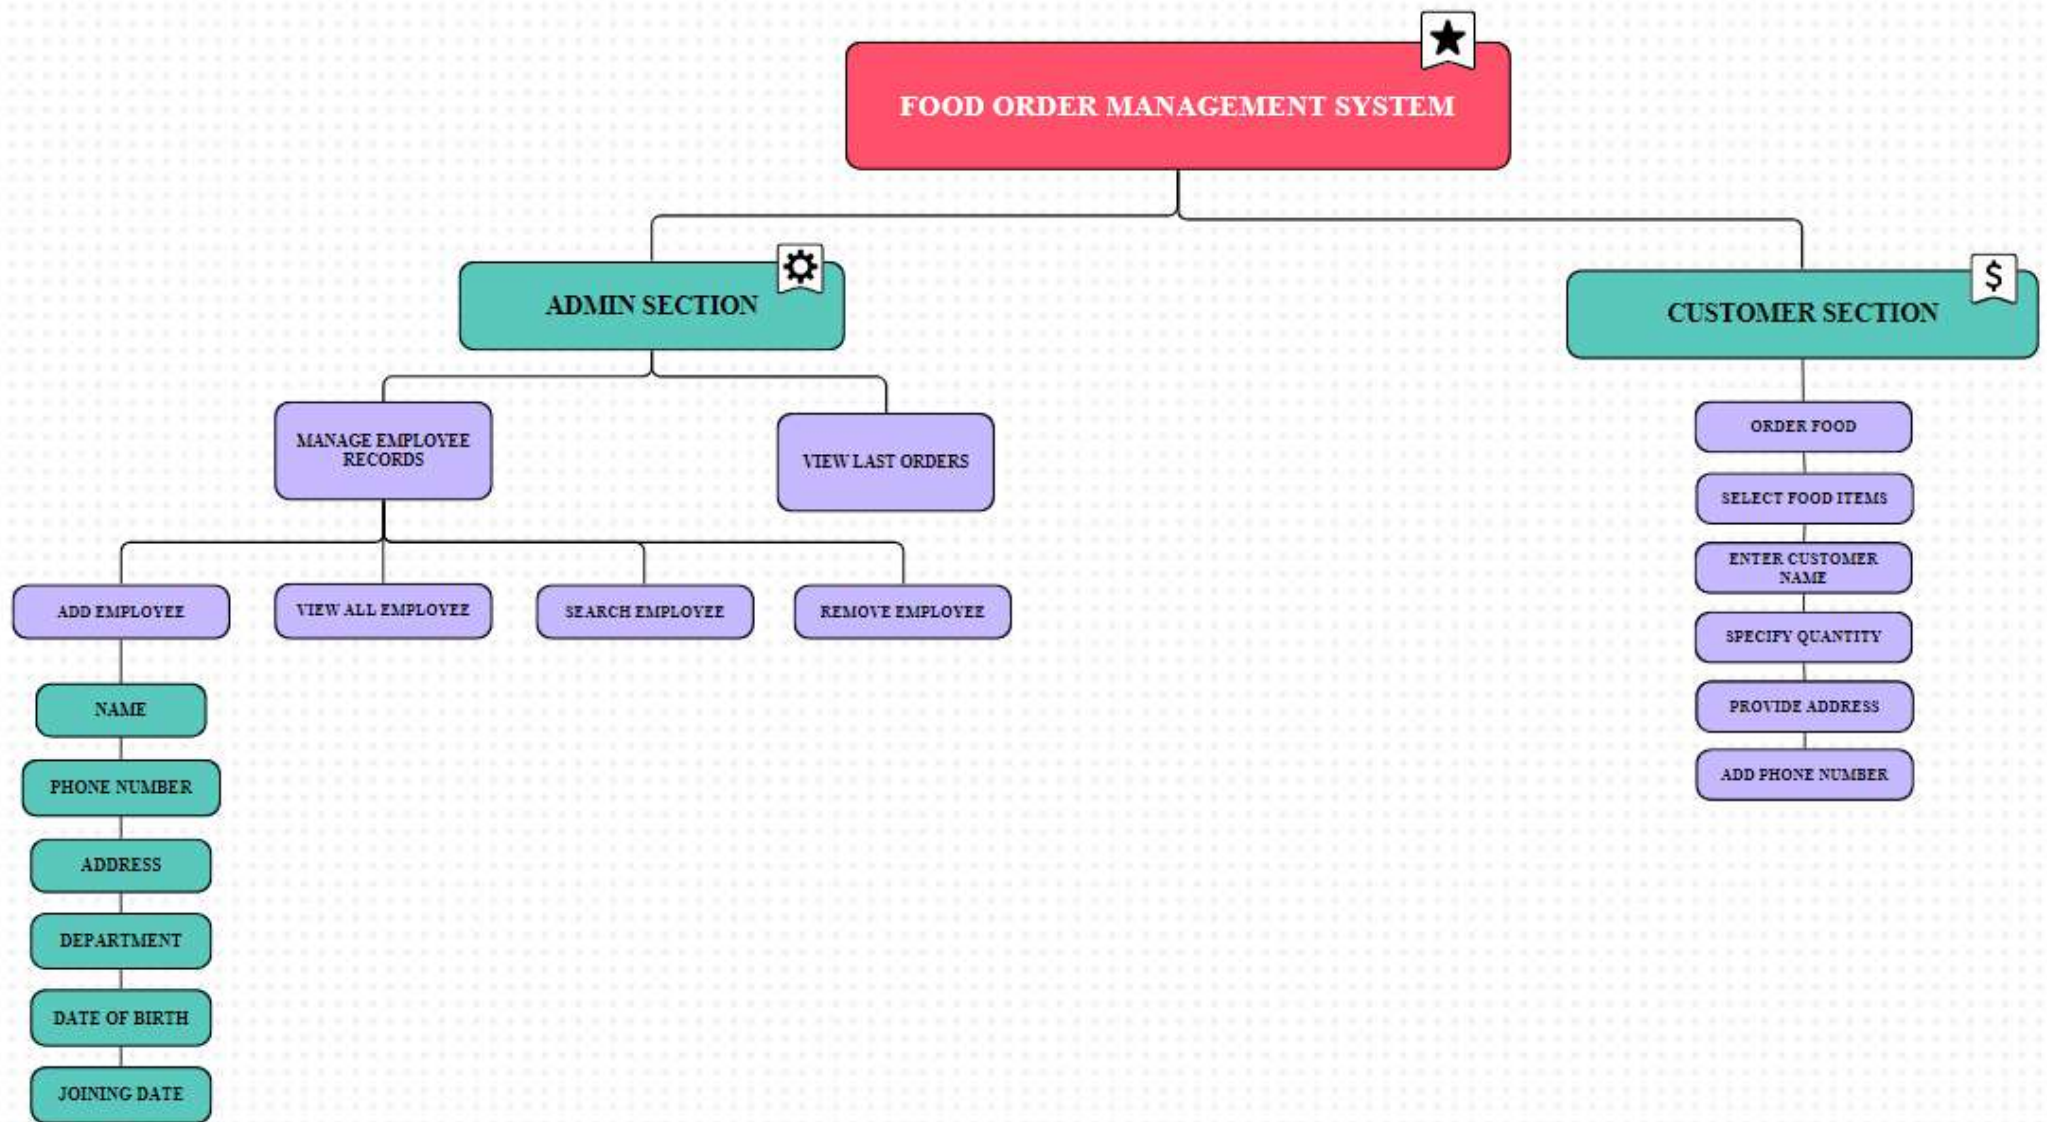 FOOD ORDER MANAGEMENT SYSTEM
ADMIN SECTION
$
CUSTOMER SECTION
MANAGE EMPLOYEE
RECORDS
VIEW LAST ORDERS
ADD EMPLOYEE
VIEW ALL EMPLOYEE
SEARCH EMPLOYEE
REMOVE EMPLOYEE
NAME
PHONE NUMBER
ADDRESS
DEPARTMENT
DATE OF BIRTH
JOINING DATE
ORDER FOOD
SELECT FOOD ITEMS
ENTER CUSTOMER
NAME
SPECIFY QUANTITY
PROVIDE ADDRESS
ADD PHONE NUMBER